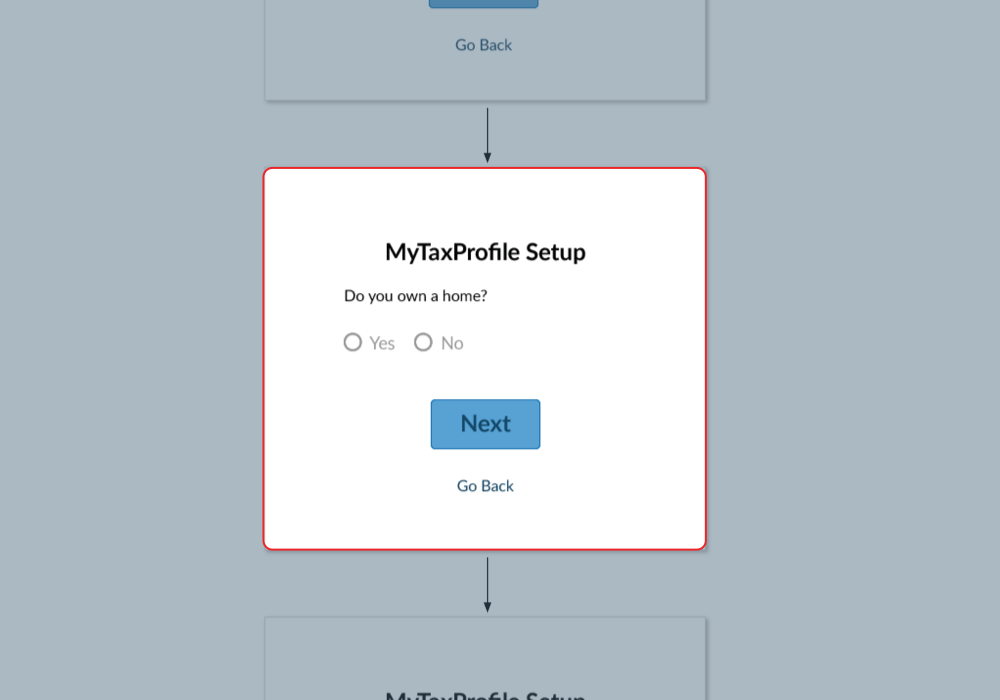 Go Back
MyTaxProfile Setup
Do you own a home?
Yes No
Next
Go Back
MyTaxProfile Setup